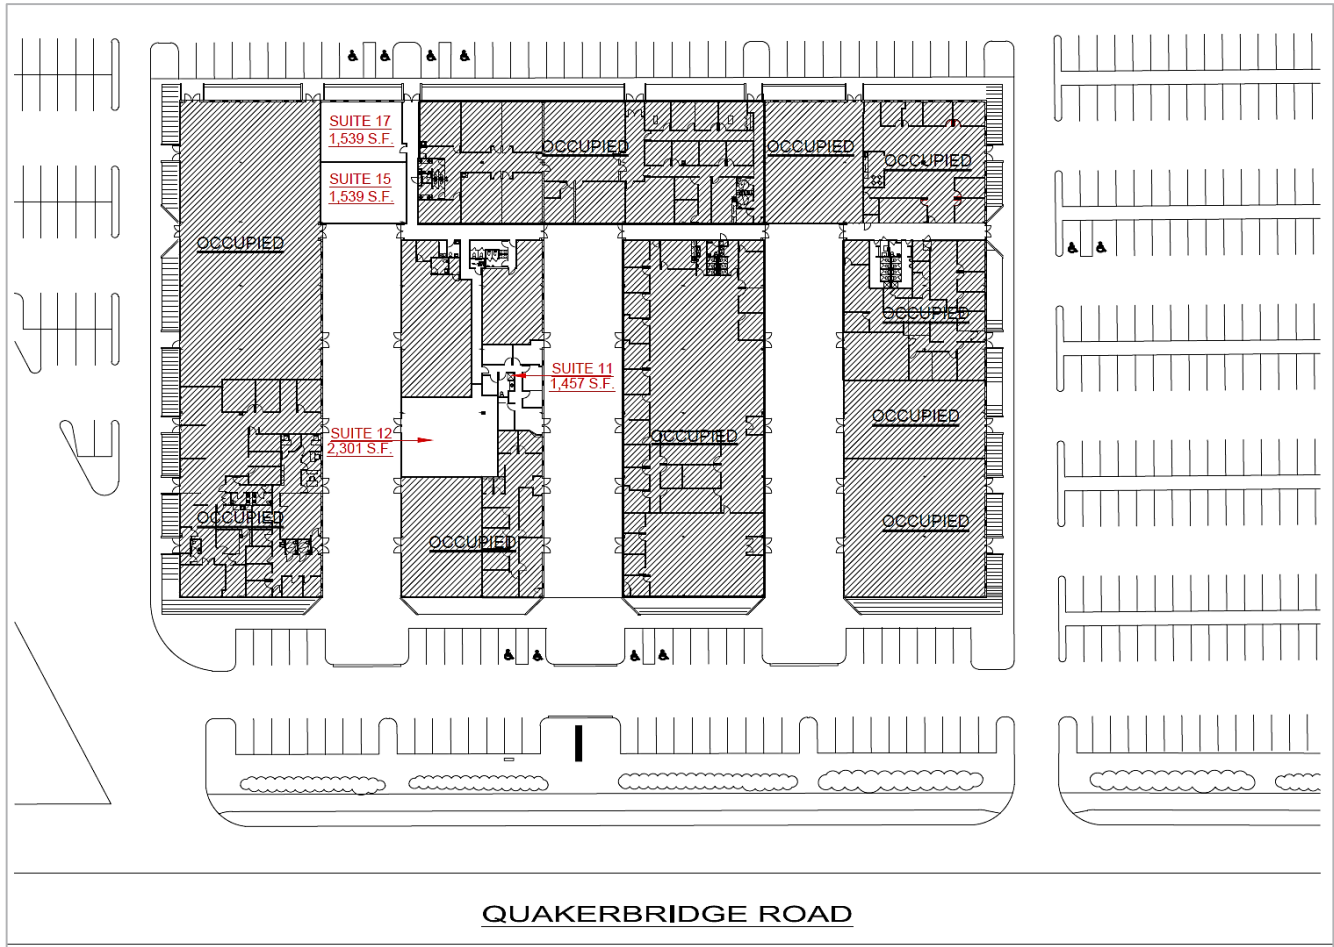 SUITE 17
1,539 S.F.
OCCUPIED
OCCUPIED
OCCUPIED
SUITE 15
1,539 S.F.
OCCUPIED
OCCUPIED
SUITE 11
1,457 S.F.
OCCUPIED
SUITE 12
2,301 S.F.
OCCUPIED
OCCUPIED
OCCUPIED
OCCUPIED
QUAKERBRIDGE ROAD